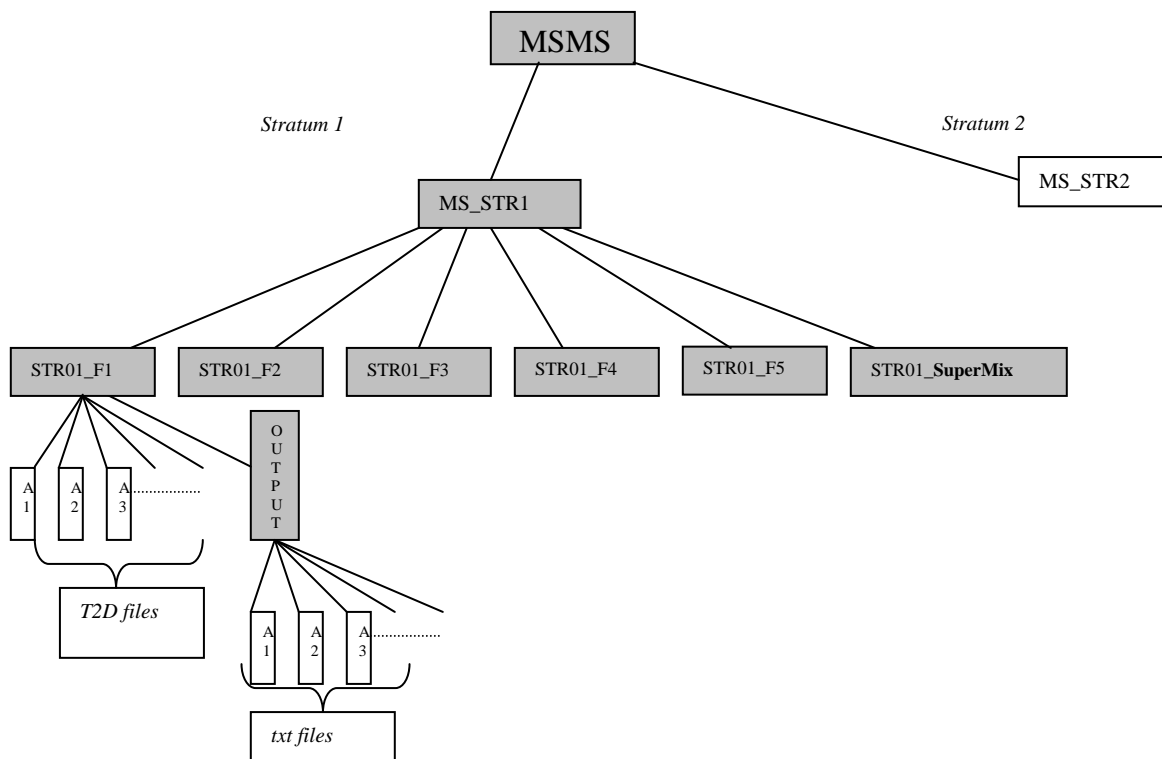 MSMS
Stratum 1
Stratum 2
MS_STR2
MS_STR1
STR01_F1
STR01_F2
STR01_F3
STR01_F4
STR01_F5
STR01_SuperMix
O
U
T
P
U
T
A
1
A
2
A
3
T2D files
A
1
A
2
A
3
txt files